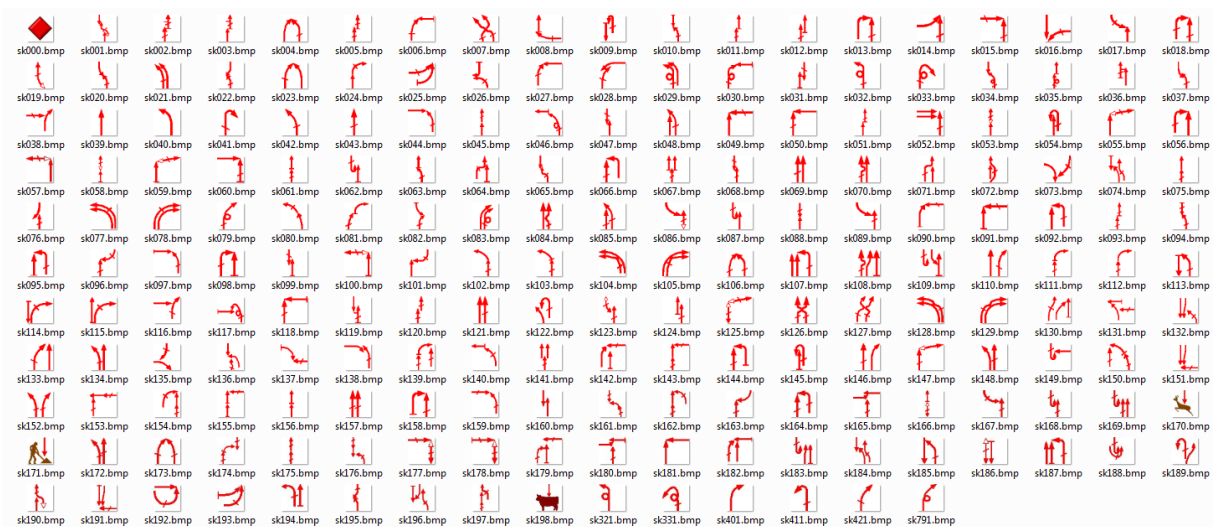 sk000.bmp sk001.bmp sk002.bmp sk003.bmp sk004.bmp sk005.bmp sk006.bmp sk007.bmp sk008.bmp sk009.bmp sk010.bmp sk011.bmp sk012.bmp sk013.bmp sk014.bmp sk015.bmp sk016.bmp sk017.bmp sk018.bmp
sk019.bmp sk020.bmp sk021.bmp sk022.bmp sk023.bmp sk024.bmp sk025.bmp sk026.bmp sk027.bmp sk028.bmp sk029.bmp sk030.bmp sk031.bmp sk032.bmp sk033.bmp sk034.bmp sk035.bmp sk036.bmp sk037.bmp
sk038.bmp sk039.bmp sk040.bmp sk041.bmp sk042.bmp sk043.bmp sk044.bmp sk045.bmp sk046.bmp sk047.bmp sk048.bmp sk049.bmp sk050.bmp sk051.bmp sk052.bmp sk053.bmp sk054.bmp sk055.bmp sk056.bmp
sk057.bmp sk058.bmp sk059.bmp sk060.bmp sk061.bmp sk062.bmp sk063.bmp sk064.bmp sk065.bmp sk066.bmp sk067.bmp sk068.bmp sk069.bmp sk070.bmp sk071.bmp sk072.bmp sk073.bmp sk074.bmp sk075.bmp
sk076.bmp sk077.bmp sk078.bmp sk079.bmp sk080.bmp sk081.bmp sk082.bmp sk083.bmp sk084.bmp sk085.bmp sk086.bmp sk087.bmp sk088.bmp sk089.bmp sk090.bmp sk091.bmp sk092.bmp sk093.bmp sk094.bmp
sk095.bmp sk096.bmp sk097.bmp sk098.bmp sk099.bmp sk100.bmp sk101.bmp sk102.bmp sk103.bmp sk104.bmp sk105.bmp sk106.bmp sk107.bmp sk108.bmp sk109.bmp sk110.bmp sk111.bmp sk112.bmp sk113.bmp
sk114.bmp sk115.bmp sk116.bmp sk117.bmp sk118.bmp sk119.bmp sk120.bmp sk121.bmp sk122.bmp sk123.bmp sk124.bmp sk125.bmp sk126.bmp sk127.bmp sk128.bmp sk129.bmp sk130.bmp sk131.bmp sk132.bmp
sk133.bmp sk134.bmp sk135.bmp sk136.bmp sk137.bmp sk138.bmp sk139.bmp sk140.bmp sk141.bmp sk142.bmp sk143.bmp sk144.bmp sk145.bmp sk146.bmp sk147.bmp sk148.bmp sk149.bmp sk150.bmp sk151.bmp
sk152.bmp sk153.bmp sk154.bmp sk155.bmp sk156.bmp sk157.bmp sk158.bmp sk159.bmp sk160.bmp sk161.bmp sk162.bmp sk163.bmp sk164.bmp sk165.bmp sk166.bmp sk167.bmp sk168.bmp sk169.bmp sk170.bmp
sk171.bmp sk172.bmp sk173.bmp sk174.bmp sk175.bmp sk176.bmp sk177.bmp sk178.bmp sk179.bmp sk180.bmp sk181.bmp sk182.bmp sk183.bmp sk184.bmp sk185.bmp sk186.bmp sk187.bmp sk188.bmp sk189.bmp
sk190.bmp sk191.bmp sk192.bmp sk193.bmp sk194.bmp sk195.bmp sk196.bmp sk197.bmp sk198.bmp sk321.bmp sk331.bmp sk401.bmp sk411.bmp sk421.bmp sk791.bmp